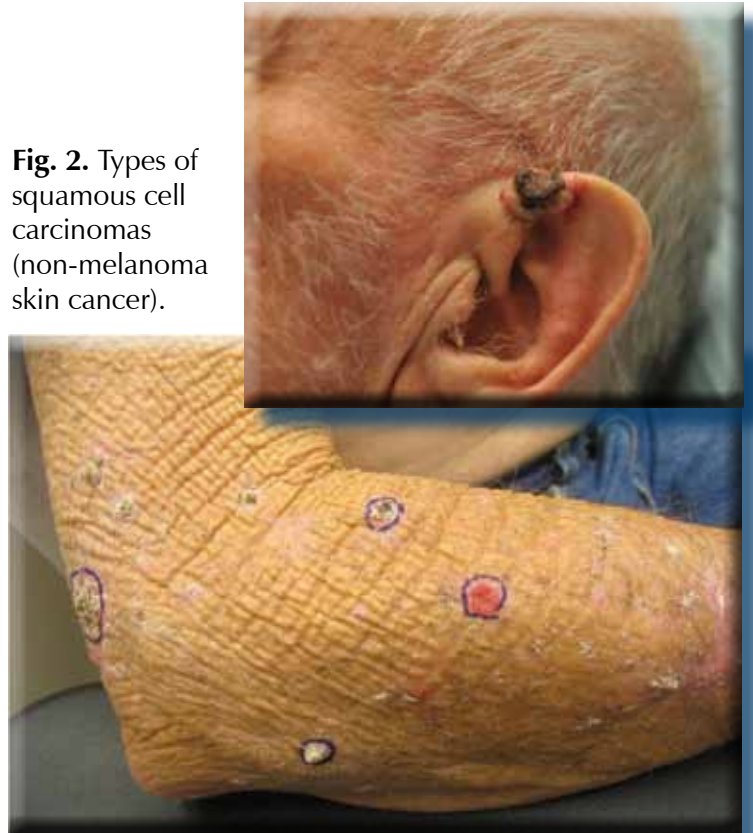 Fig. 2. Types of
squamous cell
carcinomas
(non-melanoma
skin cancer).